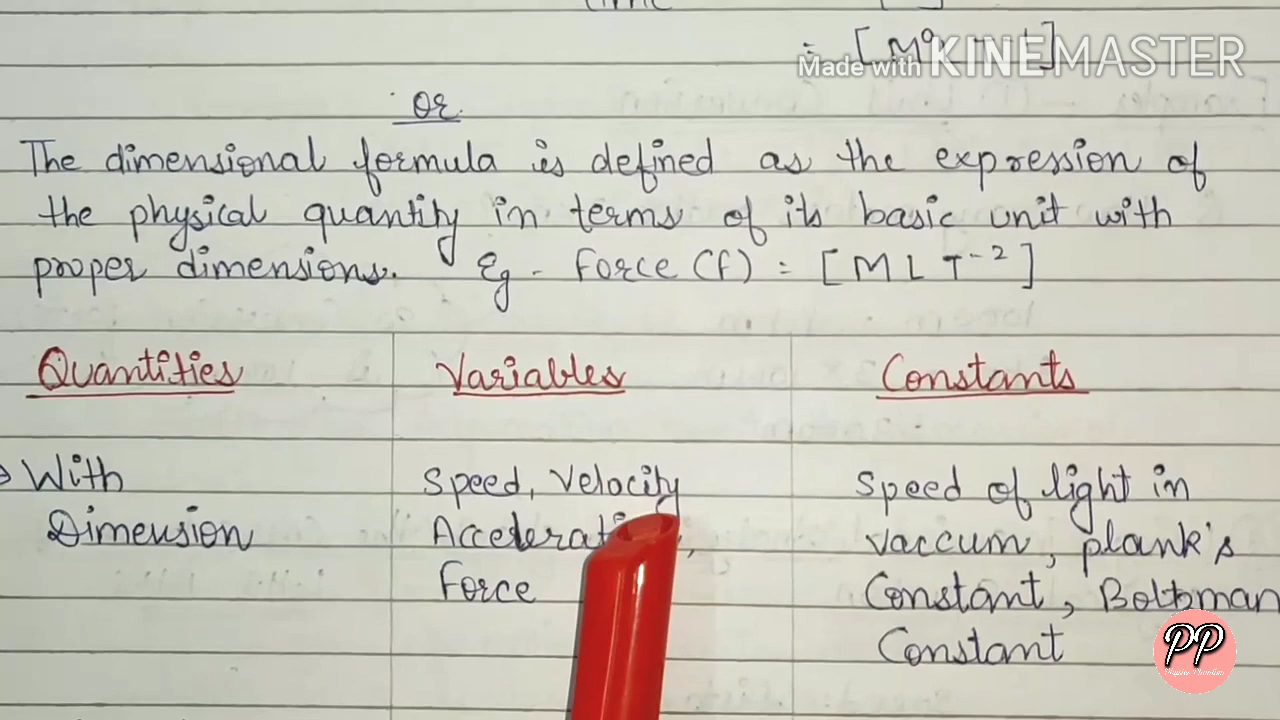 Made with KINEMASTER
or
The dimensional formula is defined as the expression of
the physical quantity in terms of its basic unit with
proper dimensions. Eg - Force (f) = [M L T⁻²]
Quantities Variables Constants
With Speed, Velocity Speed of light in
Dimension vaccum, plank's
Force Constant, Boltzman
Constant
PP